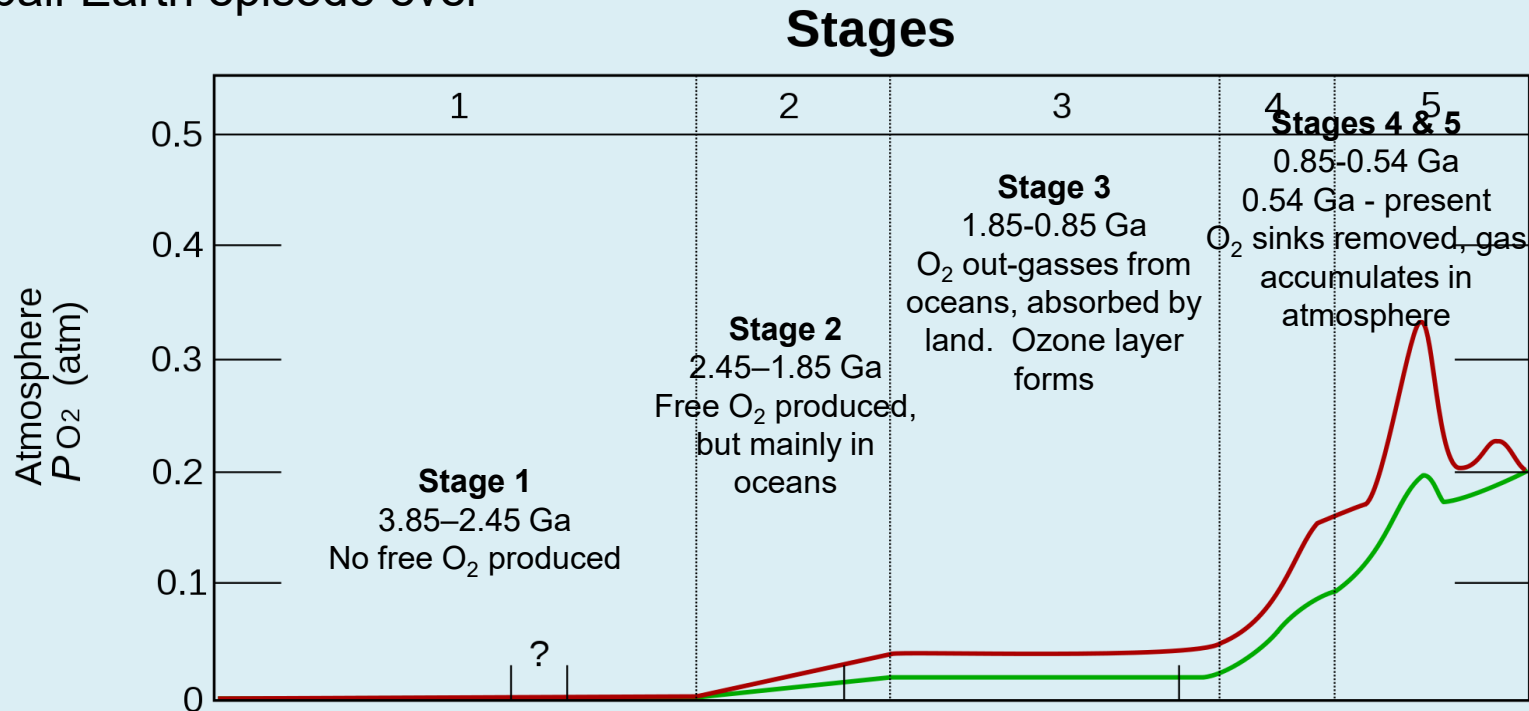 Earth episode over
Stages
1 2 3 4 5
0.5
0.4
0.3
0.2
0.1
0
Atmosphere
P O2 (atm)
?
Stage 1
3.85–2.45 Ga
No free O2 produced
Stage 2
2.45–1.85 Ga
Free O2 produced,
but mainly in
oceans
Stage 3
1.85-0.85 Ga
O2 out-gasses from
oceans, absorbed by
land. Ozone layer
forms
Stages 4 & 5
0.85-0.54 Ga
0.54 Ga - present
O2 sinks removed, gas
accumulates in
atmosphere